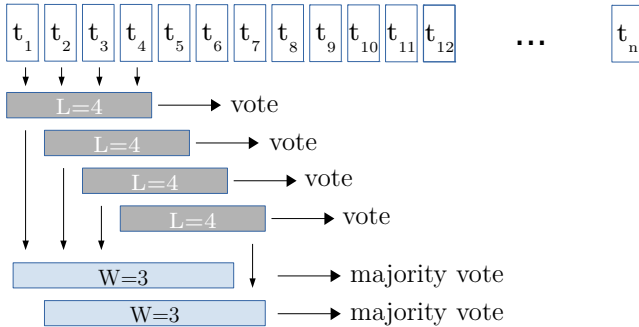 t₁ t₂ t₃ t₄ t₅ t₆ t₇ t₈ t₉ t₁₀ t₁₁ t₁₂ ... tₙ
L=4 vote
L=4 vote
L=4 vote
L=4 vote
W=3 majority vote
W=3 majority vote